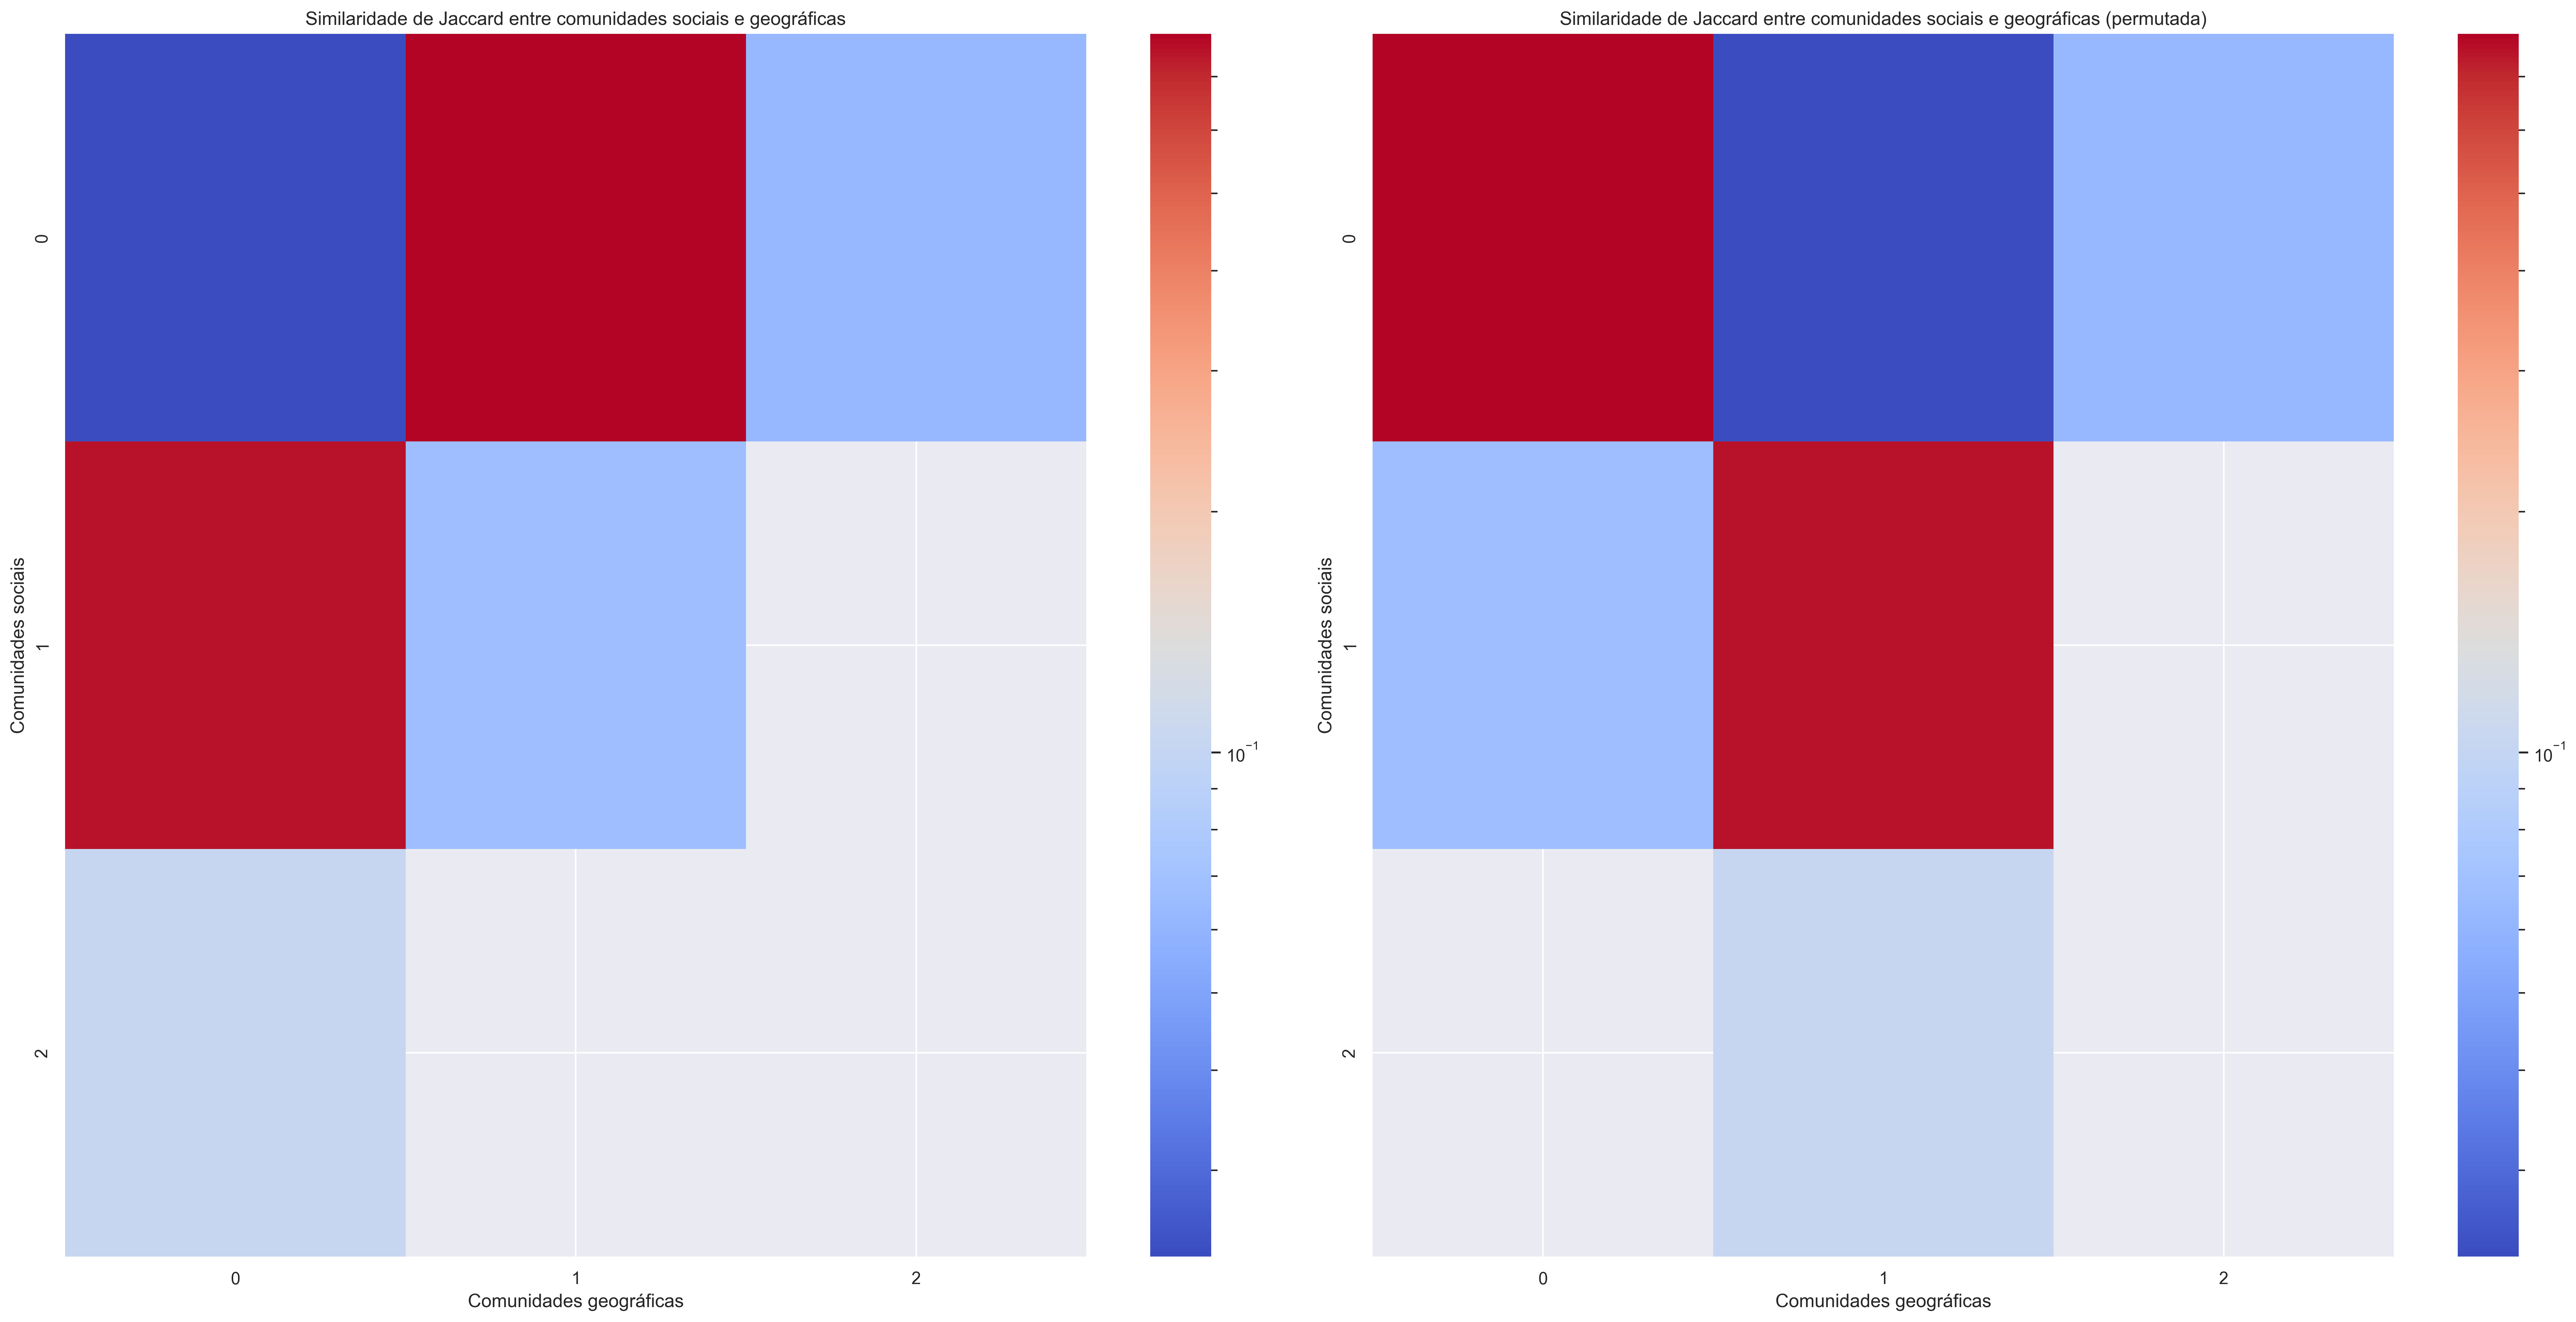 Similaridade de Jaccard entre comunidades sociais e geográficas
Comunidades sociais
0
1
2
0 1 2
Comunidades geográficas
10⁻¹
Similaridade de Jaccard entre comunidades sociais e geográficas (permutada)
Comunidades sociais
0
1
2
0 1 2
Comunidades geográficas
10⁻¹